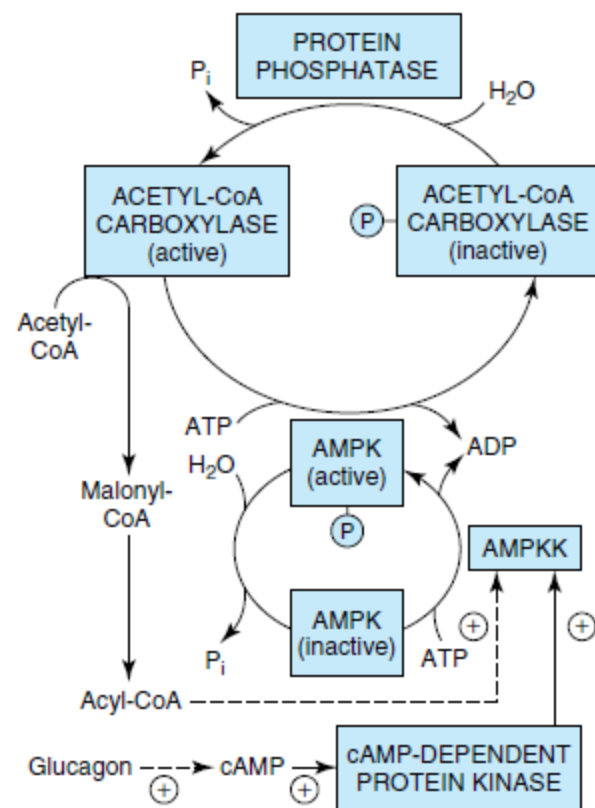 PROTEIN
PHOSPHATASE
Pi
H2O
ACETYL-CoA
CARBOXYLASE
(active)
P
ACETYL-CoA
CARBOXYLASE
(inactive)
Acetyl-
CoA
ATP
ADP
H2O
AMPK
(active)
P
Malonyl-
CoA
AMPKK
AMPK
(inactive)
+
+
Pi
ATP
Acyl-CoA
Glucagon
+
cAMP
+
cAMP-DEPENDENT
PROTEIN KINASE